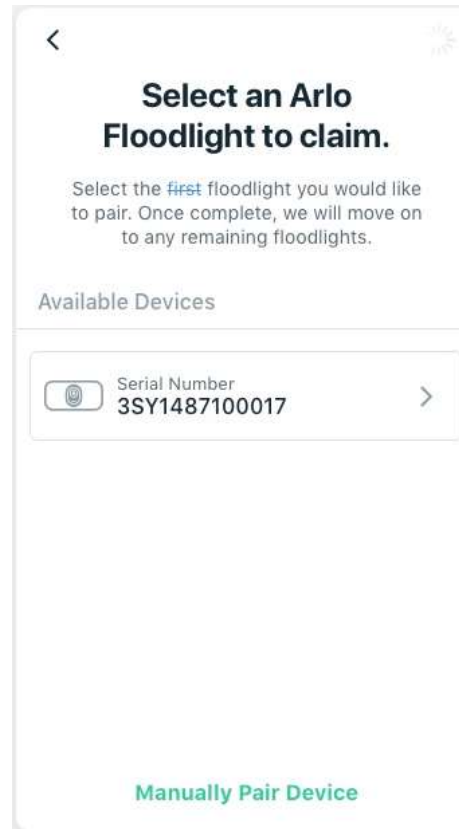 Select an Arlo
Floodlight to claim.
Select the first floodlight you would like
to pair. Once complete, we will move on
to any remaining floodlights.
Available Devices
Serial Number
3SY1487100017
Manually Pair Device